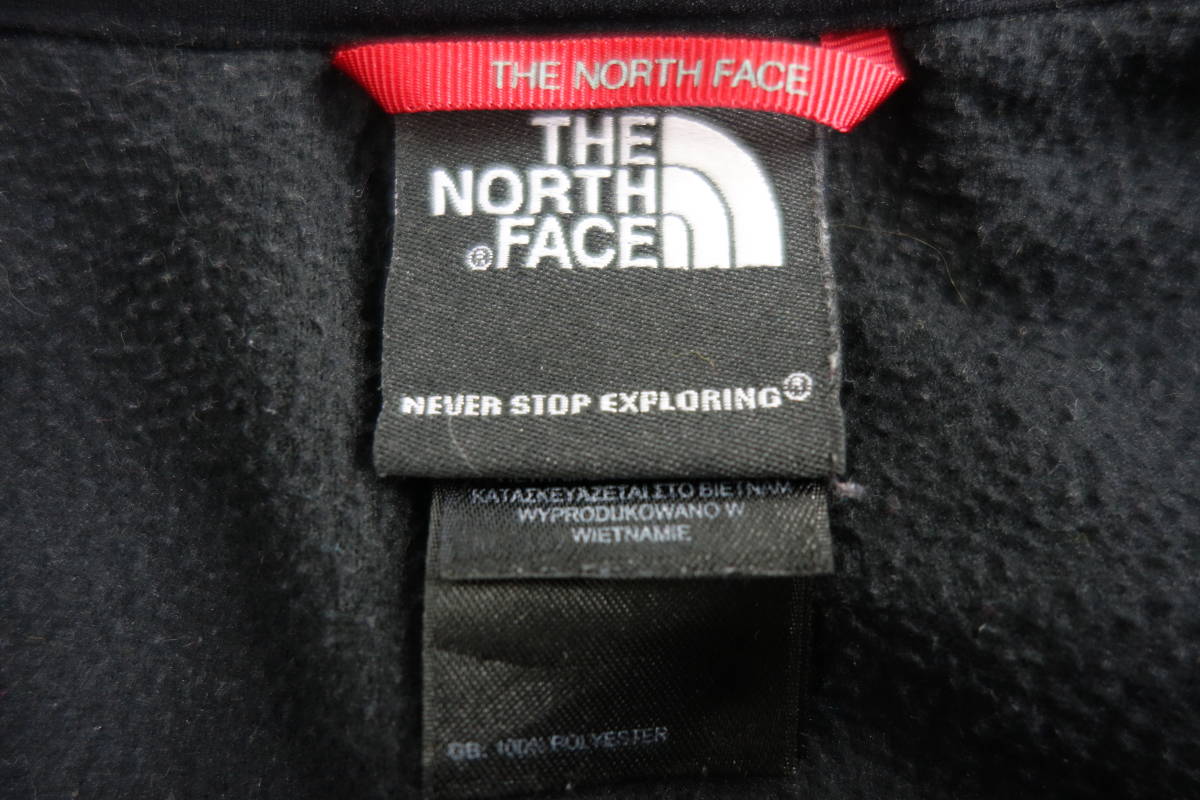 THE NORTH FACE
THE
NORTH
® FACE
NEVER STOP EXPLORING®
ΚΑΤΑΣΚΕΥΑΖΕΤΑΙ ΣΤΟ ΒΙΕΤΝΑΜ
WYPRODUKOWANO W
WIETNAMIE
GB: 100% POLYESTER